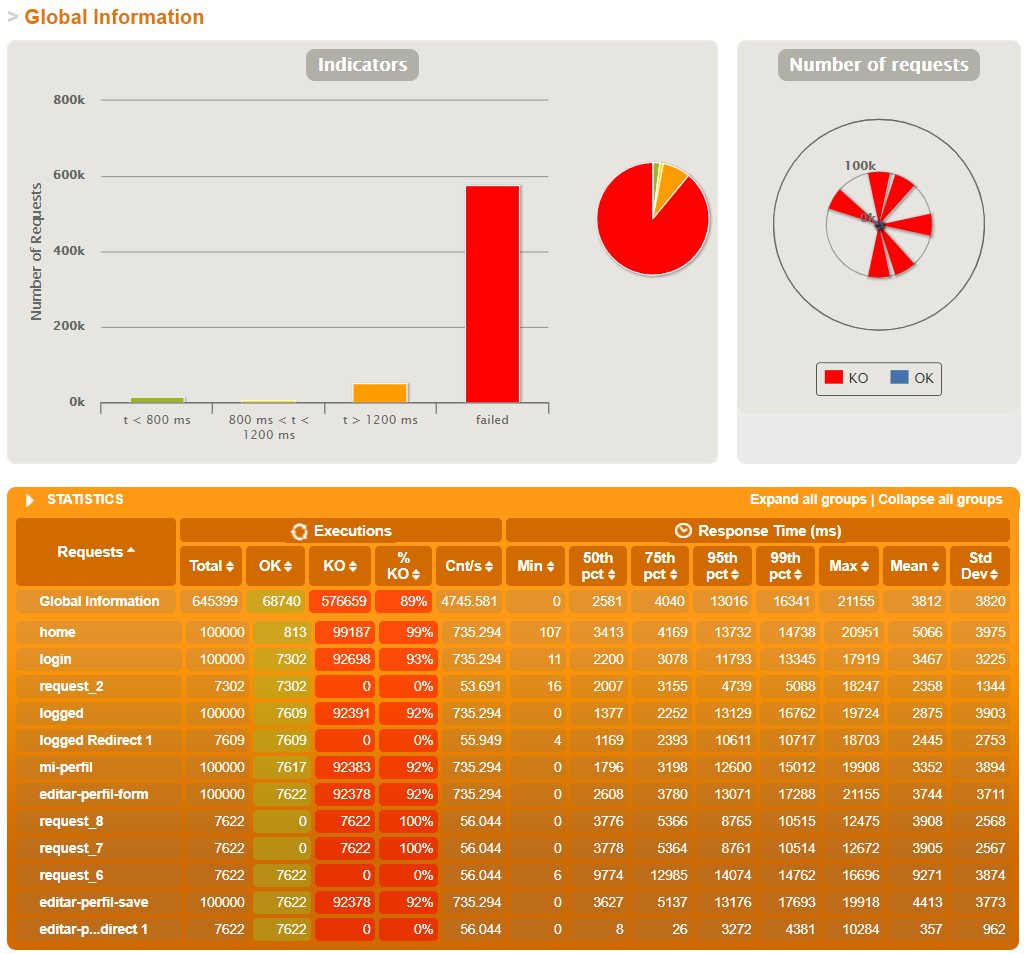 > Global Information
Indicators
Number of requests
800k
600k
400k
200k
0k
Number of Requests
t < 800 ms
800 ms < t <
1200 ms
t > 1200 ms
failed
100k
0k
KO OK
STATISTICS
Expand all groups | Collapse all groups
Requests
Executions
Response Time (ms)
Total OK KO % KO Cnt/s Min 50th pct 75th pct 95th pct 99th pct Max Mean Std Dev
Global Information 645399 68740 576659 89% 4745.581 0 2581 4040 13016 16341 21155 3812 3820
home 100000 813 99187 99% 735.294 107 3413 4169 13732 14738 20951 5066 3975
login 100000 7302 92698 93% 735.294 11 2200 3078 11793 13345 17919 3467 3225
request_2 7302 7302 0 0% 53.691 16 2007 3155 4739 5088 18247 2358 1344
logged 100000 7609 92391 92% 735.294 0 1377 2252 13129 16762 19724 2875 3903
logged Redirect 1 7609 7609 0 0% 55.949 4 1169 2393 10611 10717 18703 2445 2753
mi-perfil 100000 7617 92383 92% 735.294 0 1796 3198 12600 15012 19908 3352 3894
editar-perfil-form 100000 7622 92378 92% 735.294 0 2608 3780 13071 17288 21155 3744 3711
request_8 7622 0 7622 100% 56.044 0 3776 5366 8765 10515 12475 3908 2568
request_7 7622 0 7622 100% 56.044 0 3778 5364 8761 10514 12672 3905 2567
request_6 7622 7622 0 0% 56.044 6 9774 12985 14074 14762 16696 9271 3874
editar-perfil-save 100000 7622 92378 92% 735.294 0 3627 5137 13176 17693 19918 4413 3773
editar-p...direct 1 7622 7622 0 0% 56.044 0 8 26 3272 4381 10284 357 962